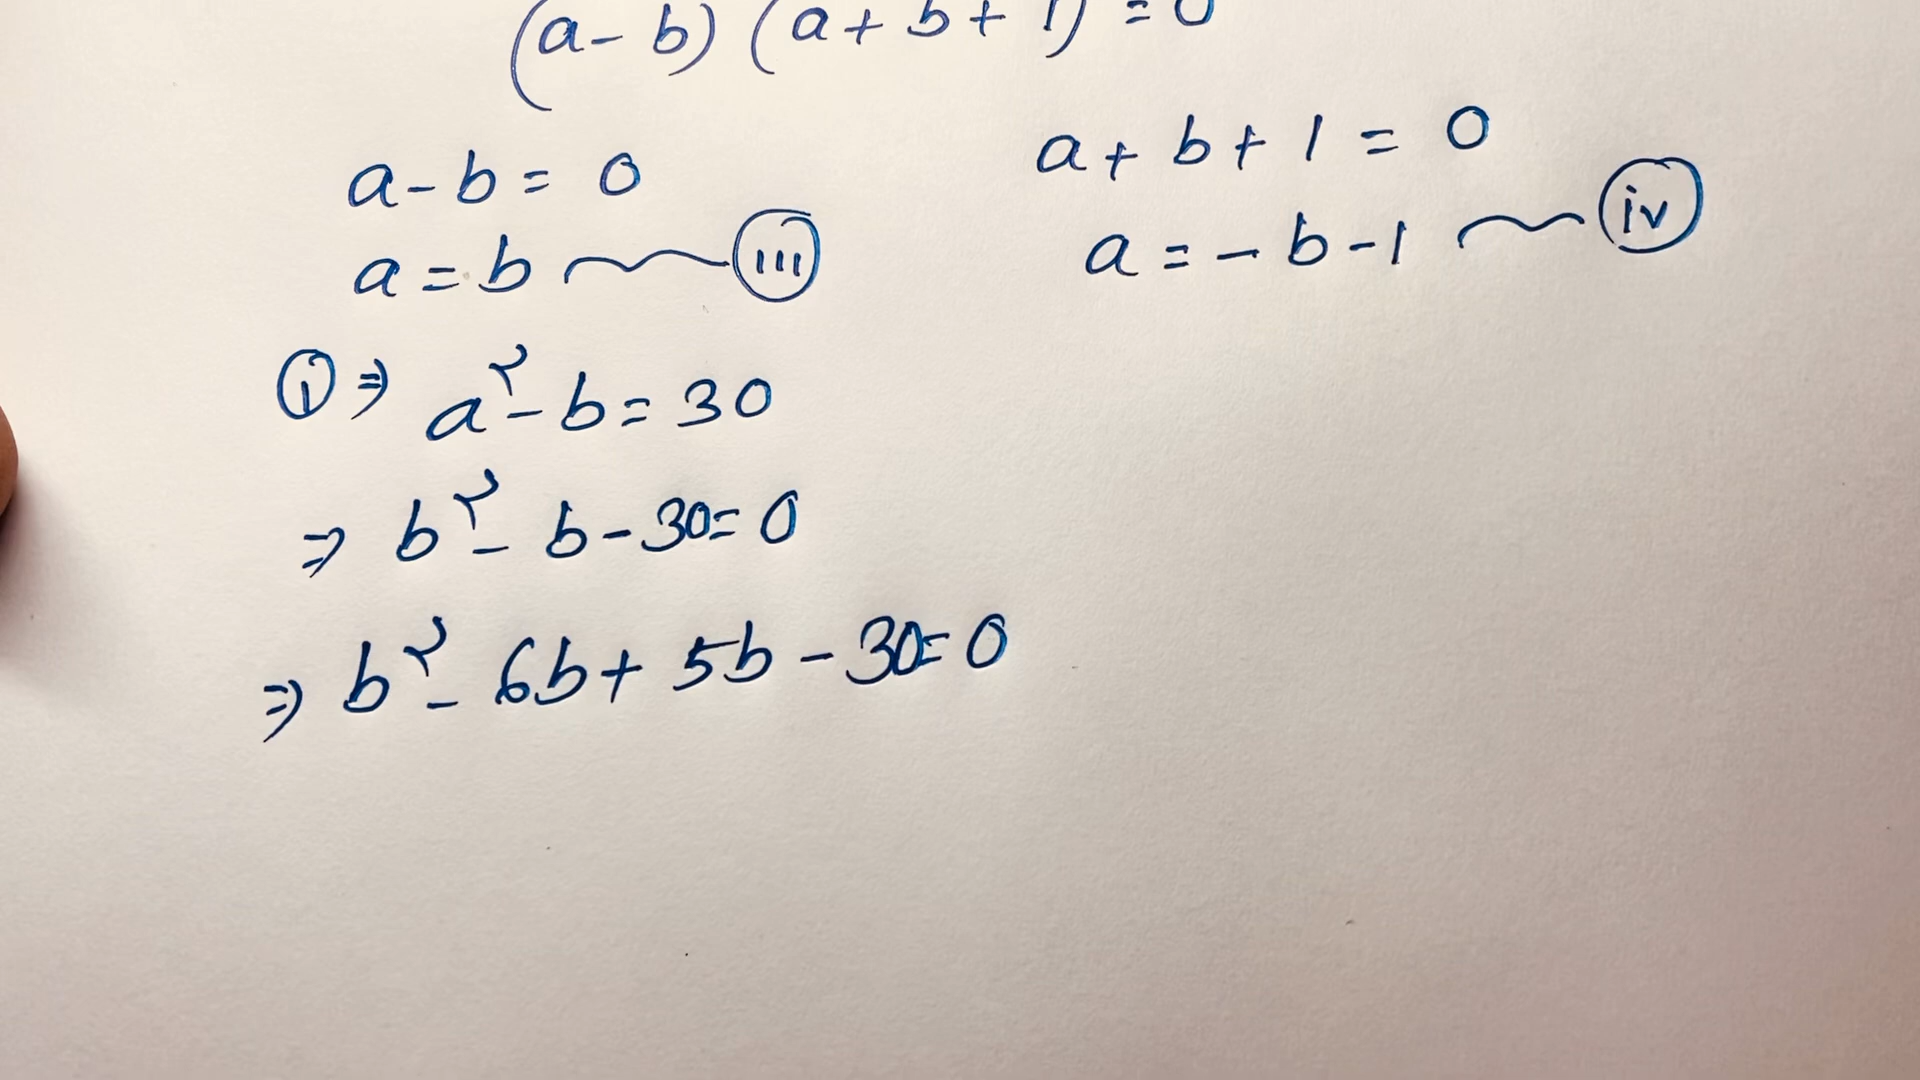 (a - b) (a + b + 1) = 0
a - b = 0
a = b ~ (iii)
a + b + 1 = 0
a = - b - 1 ~ (iv)
(i) ⇒ a² - b = 30
⇒ b² - b - 30 = 0
⇒ b² - 6b + 5b - 30 = 0